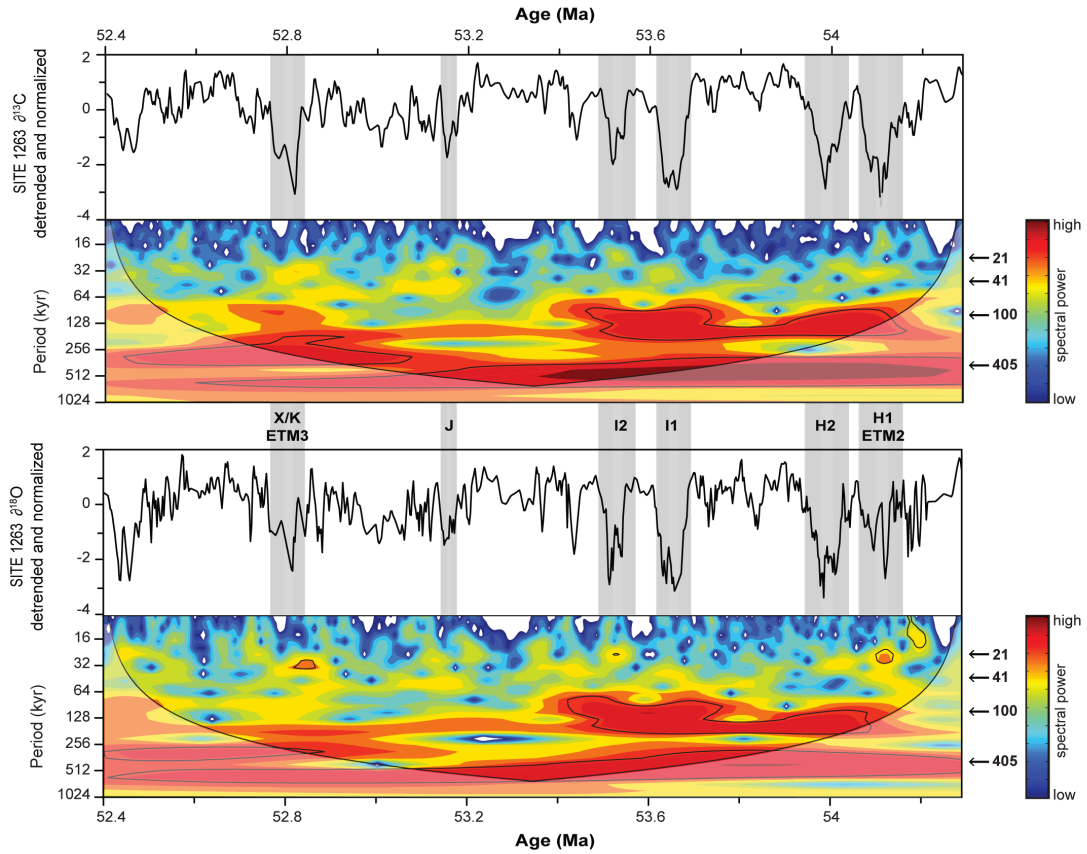 Age (Ma)
52.4 52.8 53.2 53.6 54
SITE 1263 ∂13C
detrended and normalized
2
0
-2
-4
Period (kyr)
16
32
64
128
256
512
1024
←21
←41
←100
←405
high
spectral power
low
X/K
ETM3
J
I2
I1
H2
H1
ETM2
SITE 1263 ∂18O
detrended and normalized
2
0
-2
-4
Period (kyr)
16
32
64
128
256
512
1024
←21
←41
←100
←405
high
spectral power
low
52.4 52.8 53.2 53.6 54
Age (Ma)